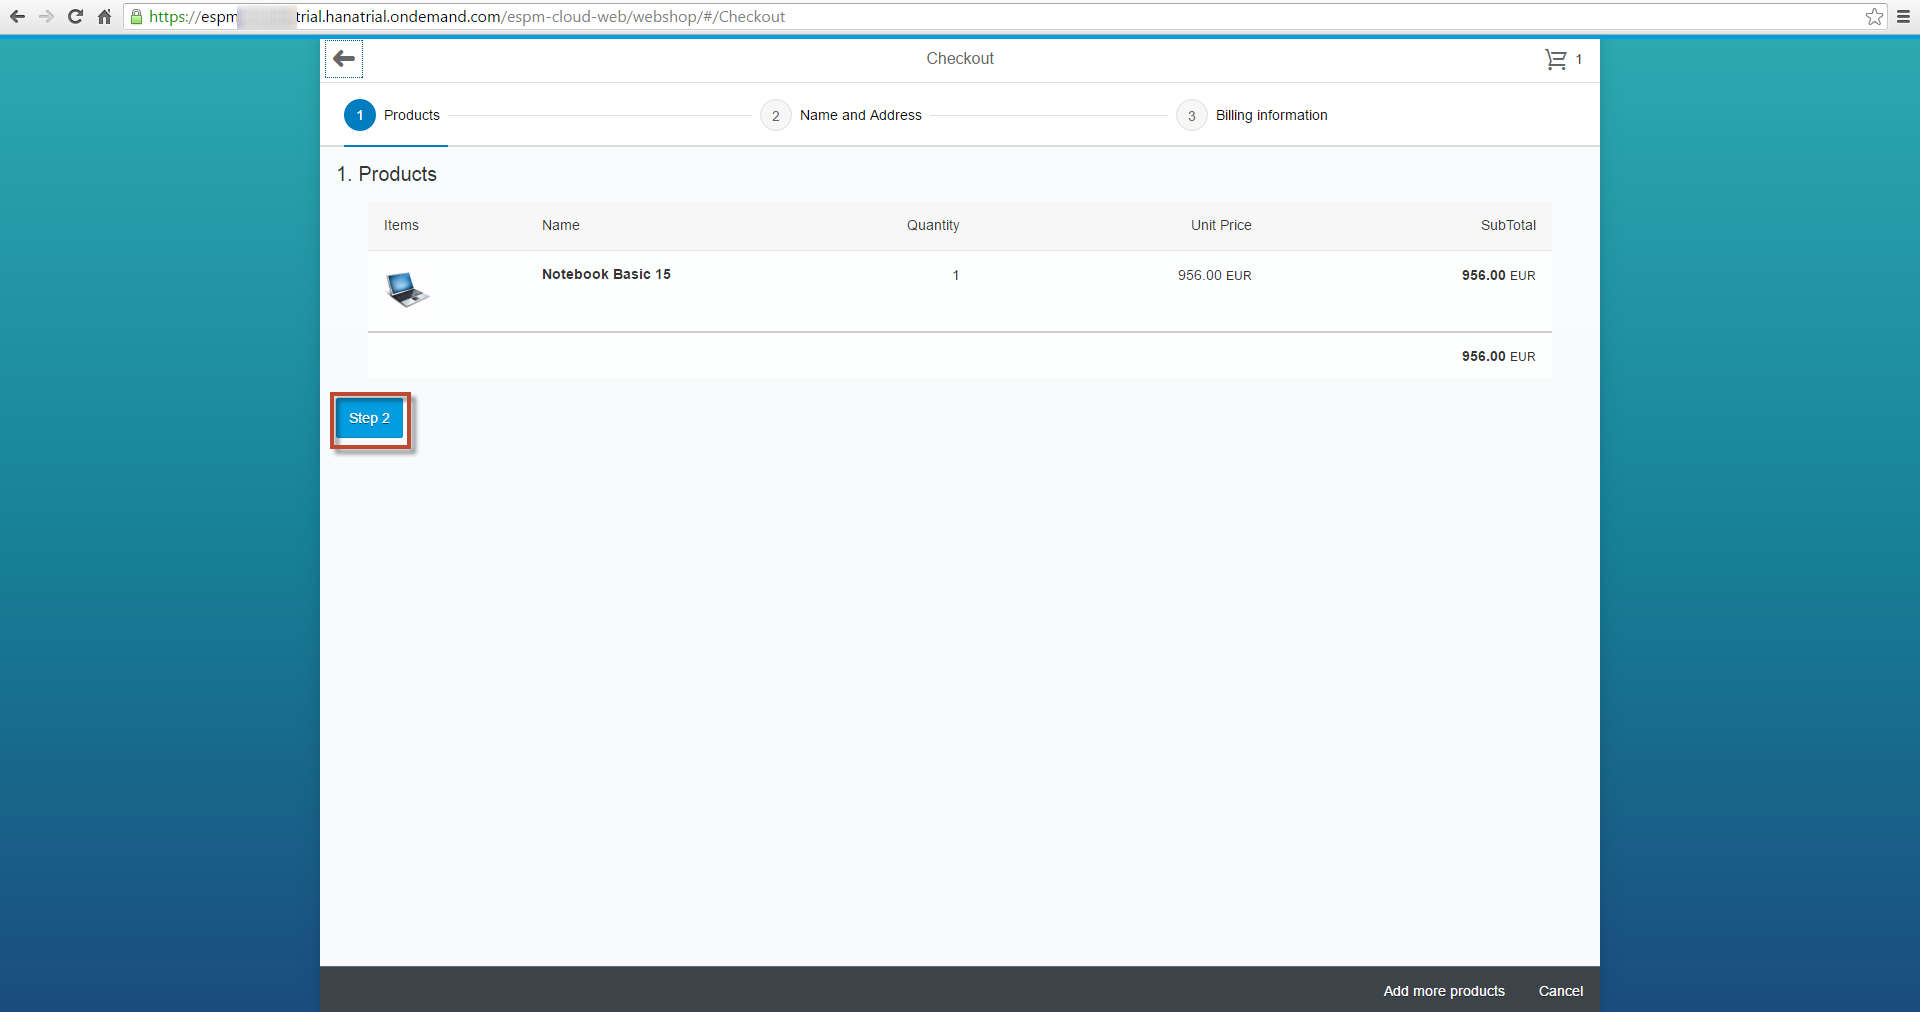 https://espm trial.hanatrial.ondemand.com/espm-cloud-web/webshop/#/Checkout
Checkout
1
1 Products
2 Name and Address
3 Billing information
1. Products
Items Name Quantity Unit Price SubTotal
Notebook Basic 15 1 956.00 EUR 956.00 EUR
956.00 EUR
Step 2
Add more products Cancel